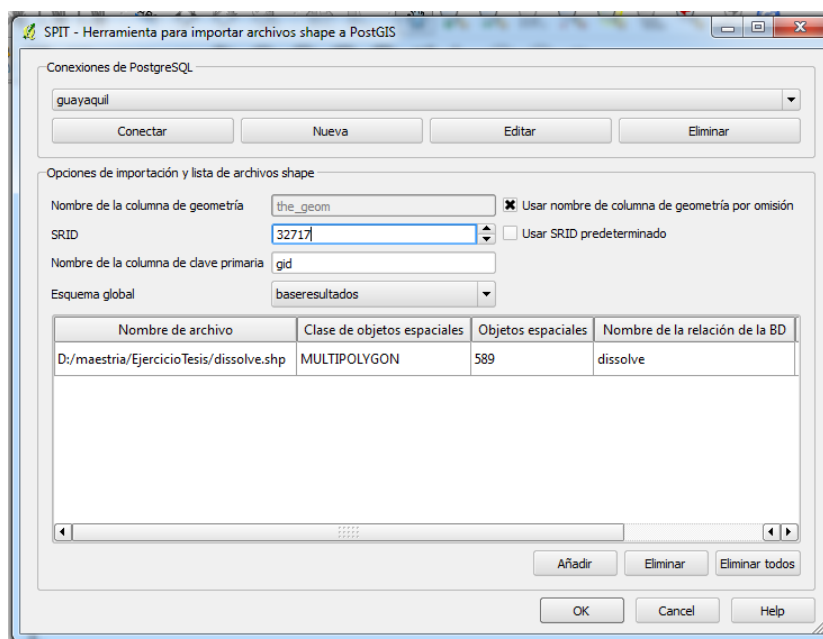 SPIT - Herramienta para importar archivos shape a PostGIS
Conexiones de PostgreSQL
guayaquil
Conectar Nueva Editar Eliminar
Opciones de importación y lista de archivos shape
Nombre de la columna de geometría the_geom Usar nombre de columna de geometría por omisión
SRID 32717 Usar SRID predeterminado
Nombre de la columna de clave primaria gid
Esquema global baseresultados
Nombre de archivo Clase de objetos espaciales Objetos espaciales Nombre de la relación de la BD
D:/maestria/EjercicioTesis/dissolve.shp MULTIPOLYGON 589 dissolve
Añadir Eliminar Eliminar todos
OK Cancel Help